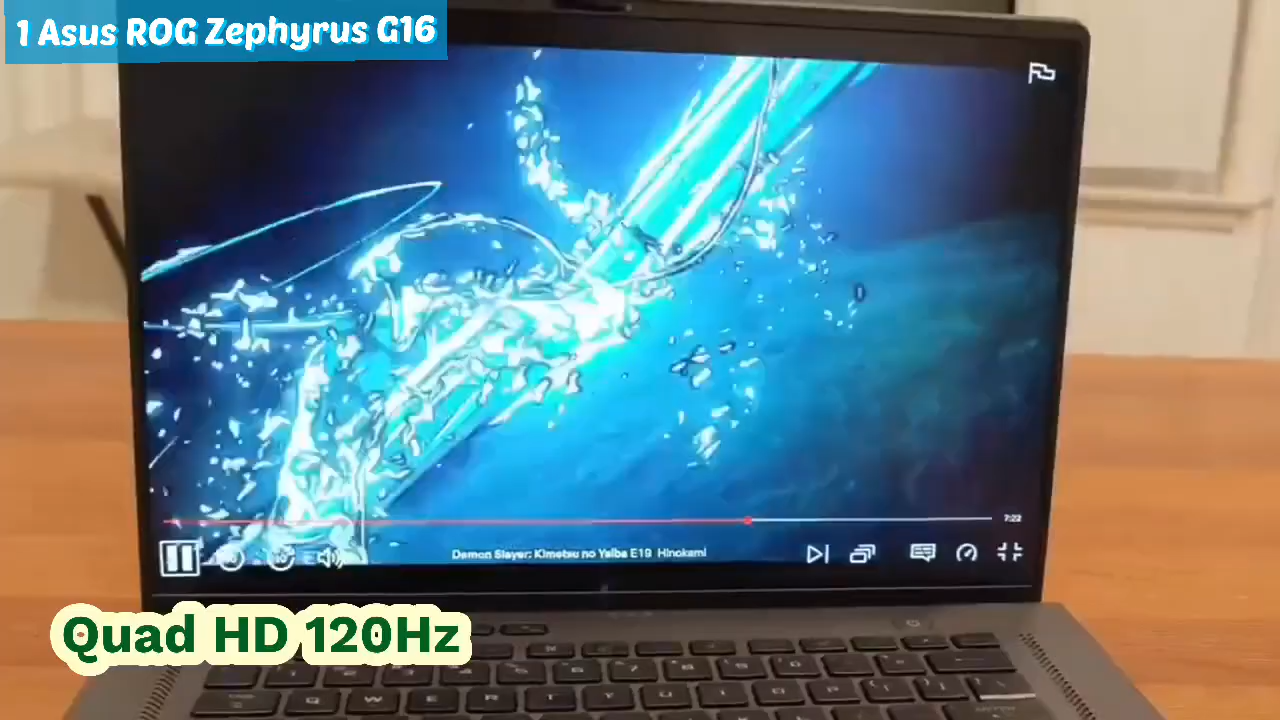 1 Asus ROG Zephyrus G16
7:22
Demon Slayer: Kimetsu no Yaiba E19 Hinokami
Quad HD 120Hz
Q W E R T Y U I O P